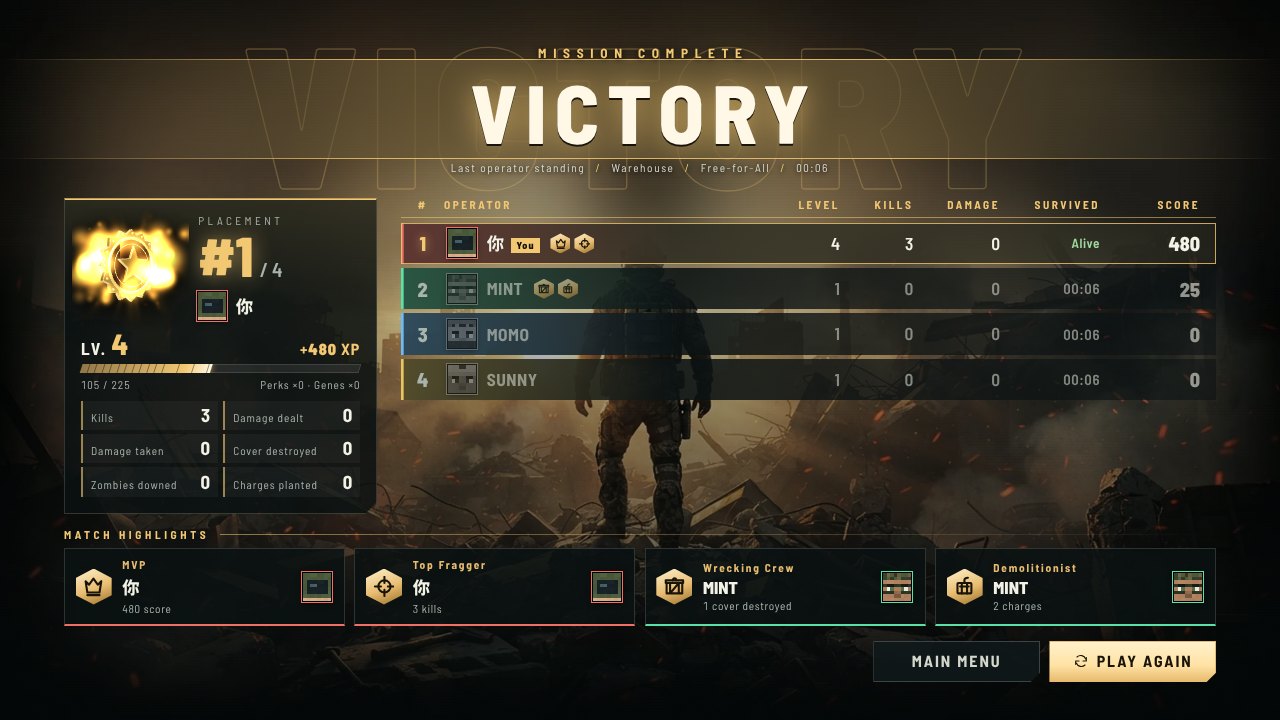 MISSION COMPLETE
VICTORY
Last operator standing / Warehouse / Free-for-All / 00:06
PLACEMENT
#1 / 4
你
LV. 4 +480 XP
105 / 225 Perks ×0 · Genes ×0
Kills 3 Damage dealt 0
Damage taken 0 Cover destroyed 0
Zombies downed 0 Charges planted 0
# OPERATOR LEVEL KILLS DAMAGE SURVIVED SCORE
1 你 You 4 3 0 Alive 480
2 MINT 1 0 0 00:06 25
3 MOMO 1 0 0 00:06 0
4 SUNNY 1 0 0 00:06 0
MATCH HIGHLIGHTS
MVP
你
480 score
Top Fragger
你
3 kills
Wrecking Crew
MINT
1 cover destroyed
Demolitionist
MINT
2 charges
MAIN MENU
PLAY AGAIN